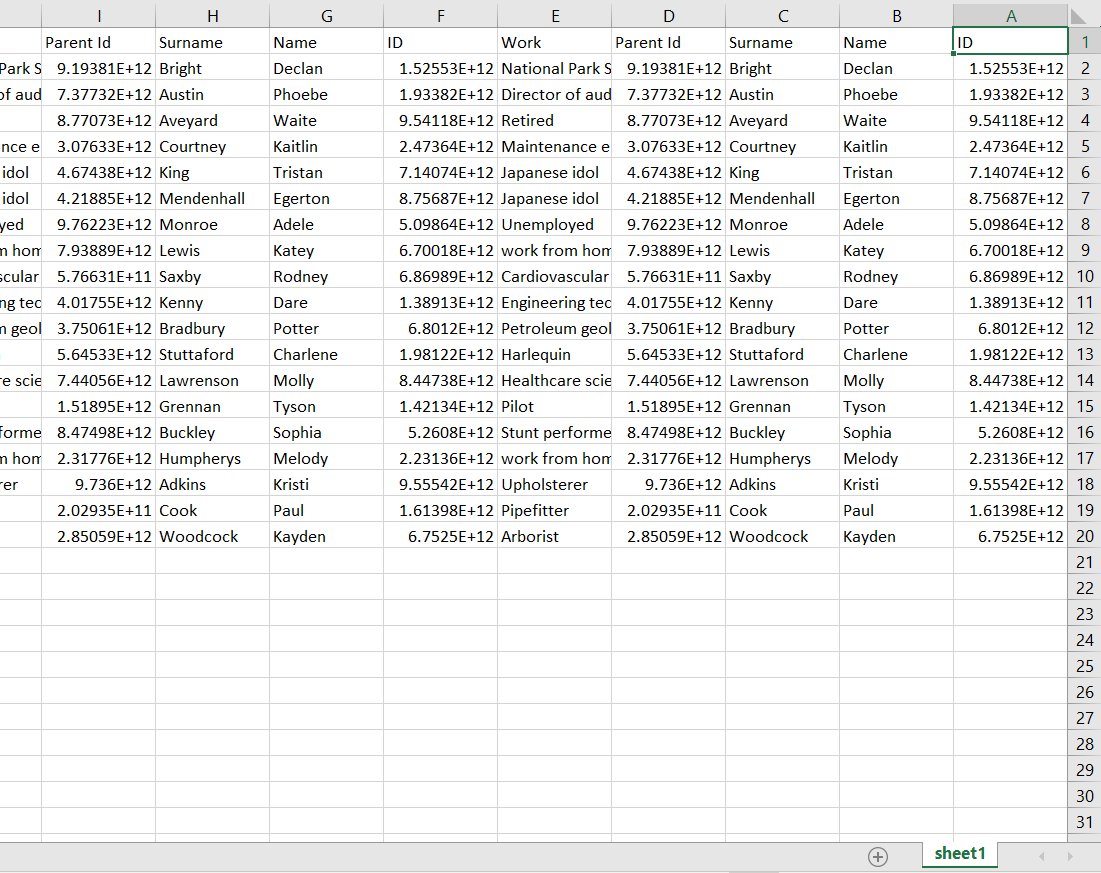 I H G F E D C B A
Parent Id Surname Name ID Work Parent Id Surname Name ID 1
Park S 9.19381E+12 Bright Declan 1.52553E+12 National Park S 9.19381E+12 Bright Declan 1.52553E+12 2
of aud 7.37732E+12 Austin Phoebe 1.93382E+12 Director of aud 7.37732E+12 Austin Phoebe 1.93382E+12 3
8.77073E+12 Aveyard Waite 9.54118E+12 Retired 8.77073E+12 Aveyard Waite 9.54118E+12 4
nce e 3.07633E+12 Courtney Kaitlin 2.47364E+12 Maintenance e 3.07633E+12 Courtney Kaitlin 2.47364E+12 5
idol 4.67438E+12 King Tristan 7.14074E+12 Japanese idol 4.67438E+12 King Tristan 7.14074E+12 6
idol 4.21885E+12 Mendenhall Egerton 8.75687E+12 Japanese idol 4.21885E+12 Mendenhall Egerton 8.75687E+12 7
yed 9.76223E+12 Monroe Adele 5.09864E+12 Unemployed 9.76223E+12 Monroe Adele 5.09864E+12 8
m hom 7.93889E+12 Lewis Katey 6.70018E+12 work from hom 7.93889E+12 Lewis Katey 6.70018E+12 9
scular 5.76631E+11 Saxby Rodney 6.86989E+12 Cardiovascular 5.76631E+11 Saxby Rodney 6.86989E+12 10
ng tec 4.01755E+12 Kenny Dare 1.38913E+12 Engineering tec 4.01755E+12 Kenny Dare 1.38913E+12 11
m geol 3.75061E+12 Bradbury Potter 6.8012E+12 Petroleum geol 3.75061E+12 Bradbury Potter 6.8012E+12 12
5.64533E+12 Stuttaford Charlene 1.98122E+12 Harlequin 5.64533E+12 Stuttaford Charlene 1.98122E+12 13
re scie 7.44056E+12 Lawrenson Molly 8.44738E+12 Healthcare scie 7.44056E+12 Lawrenson Molly 8.44738E+12 14
1.51895E+12 Grennan Tyson 1.42134E+12 Pilot 1.51895E+12 Grennan Tyson 1.42134E+12 15
forme 8.47498E+12 Buckley Sophia 5.2608E+12 Stunt performe 8.47498E+12 Buckley Sophia 5.2608E+12 16
m hom 2.31776E+12 Humpherys Melody 2.23136E+12 work from hom 2.31776E+12 Humpherys Melody 2.23136E+12 17
rer 9.736E+12 Adkins Kristi 9.55542E+12 Upholsterer 9.736E+12 Adkins Kristi 9.55542E+12 18
2.02935E+11 Cook Paul 1.61398E+12 Pipefitter 2.02935E+11 Cook Paul 1.61398E+12 19
2.85059E+12 Woodcock Kayden 6.7525E+12 Arborist 2.85059E+12 Woodcock Kayden 6.7525E+12 20
21
22
23
24
25
26
27
28
29
30
31
sheet1